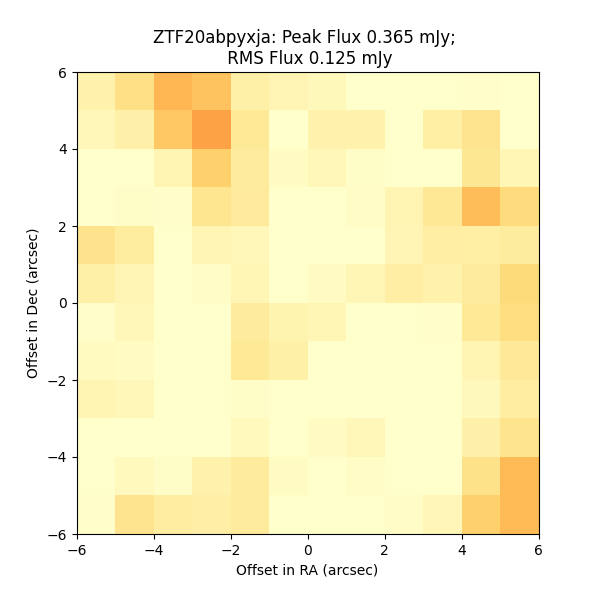 ZTF20abpyxja: Peak Flux 0.365 mJy;
RMS Flux 0.125 mJy
6
4
2
0
−2
−4
−6
Offset in Dec (arcsec)
−6 −4 −2 0 2 4 6
Offset in RA (arcsec)